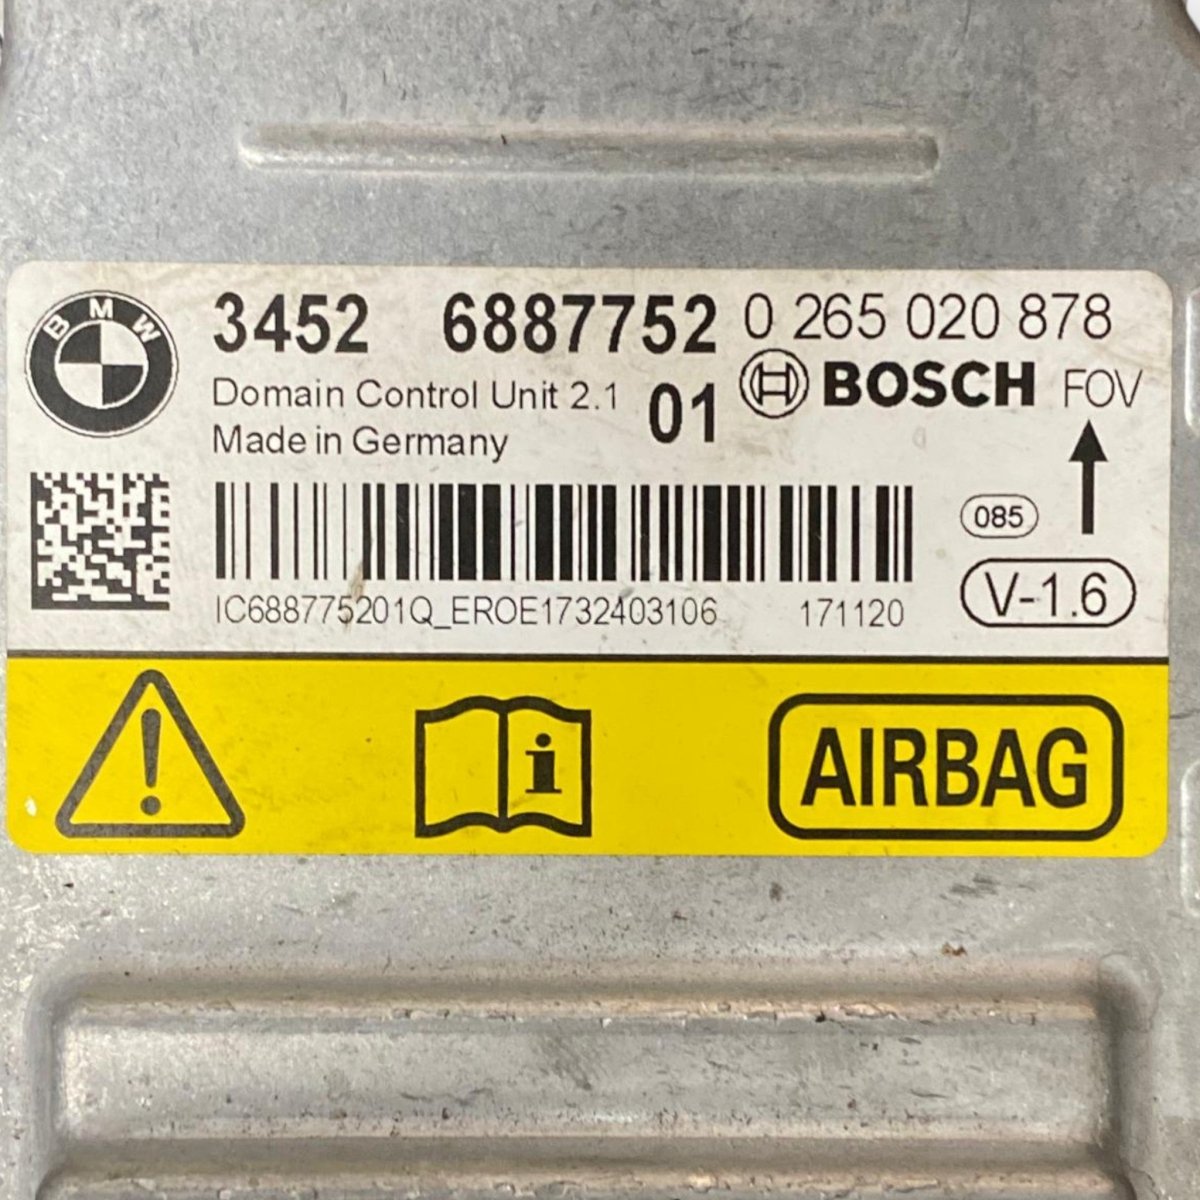 BMW
3452 6887752 0 265 020 878
Domain Control Unit 2.1 01 BOSCH FOV
Made in Germany
085
IC688775201Q_EROE1732403106 171120
V-1.6
i
AIRBAG